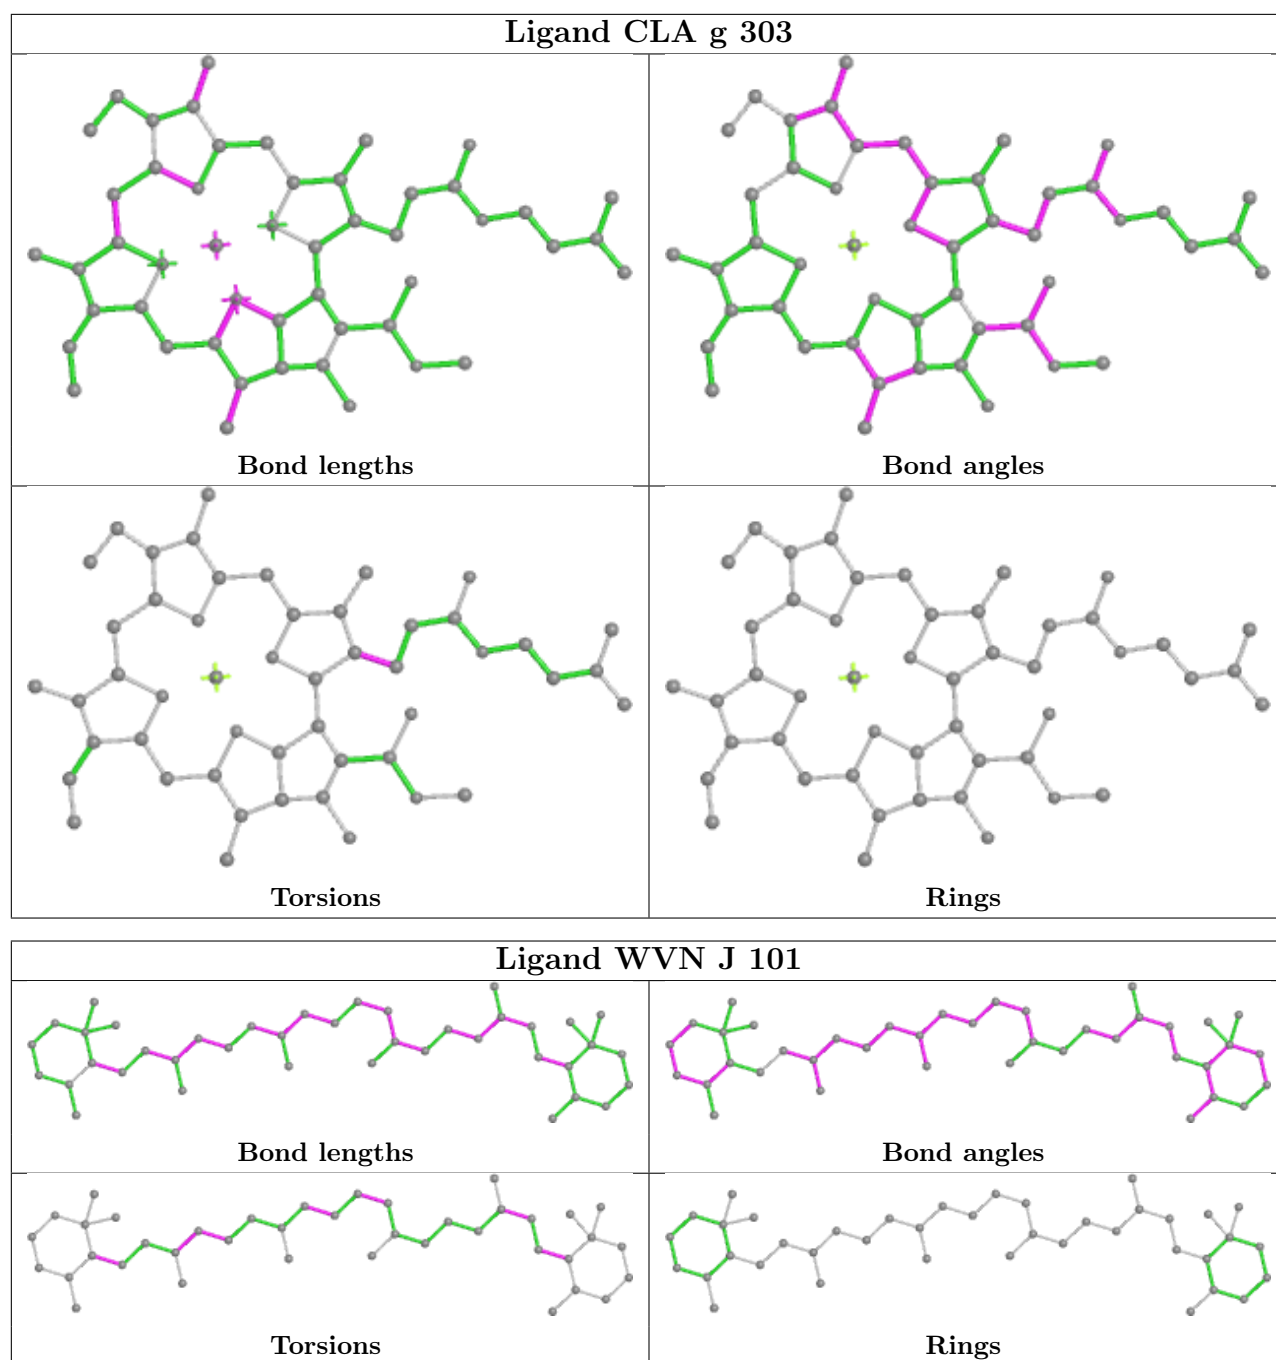 Ligand CLA g 303
Bond lengths
Bond angles
Torsions
Rings
Ligand WVN J 101
Bond lengths
Bond angles
Torsions
Rings